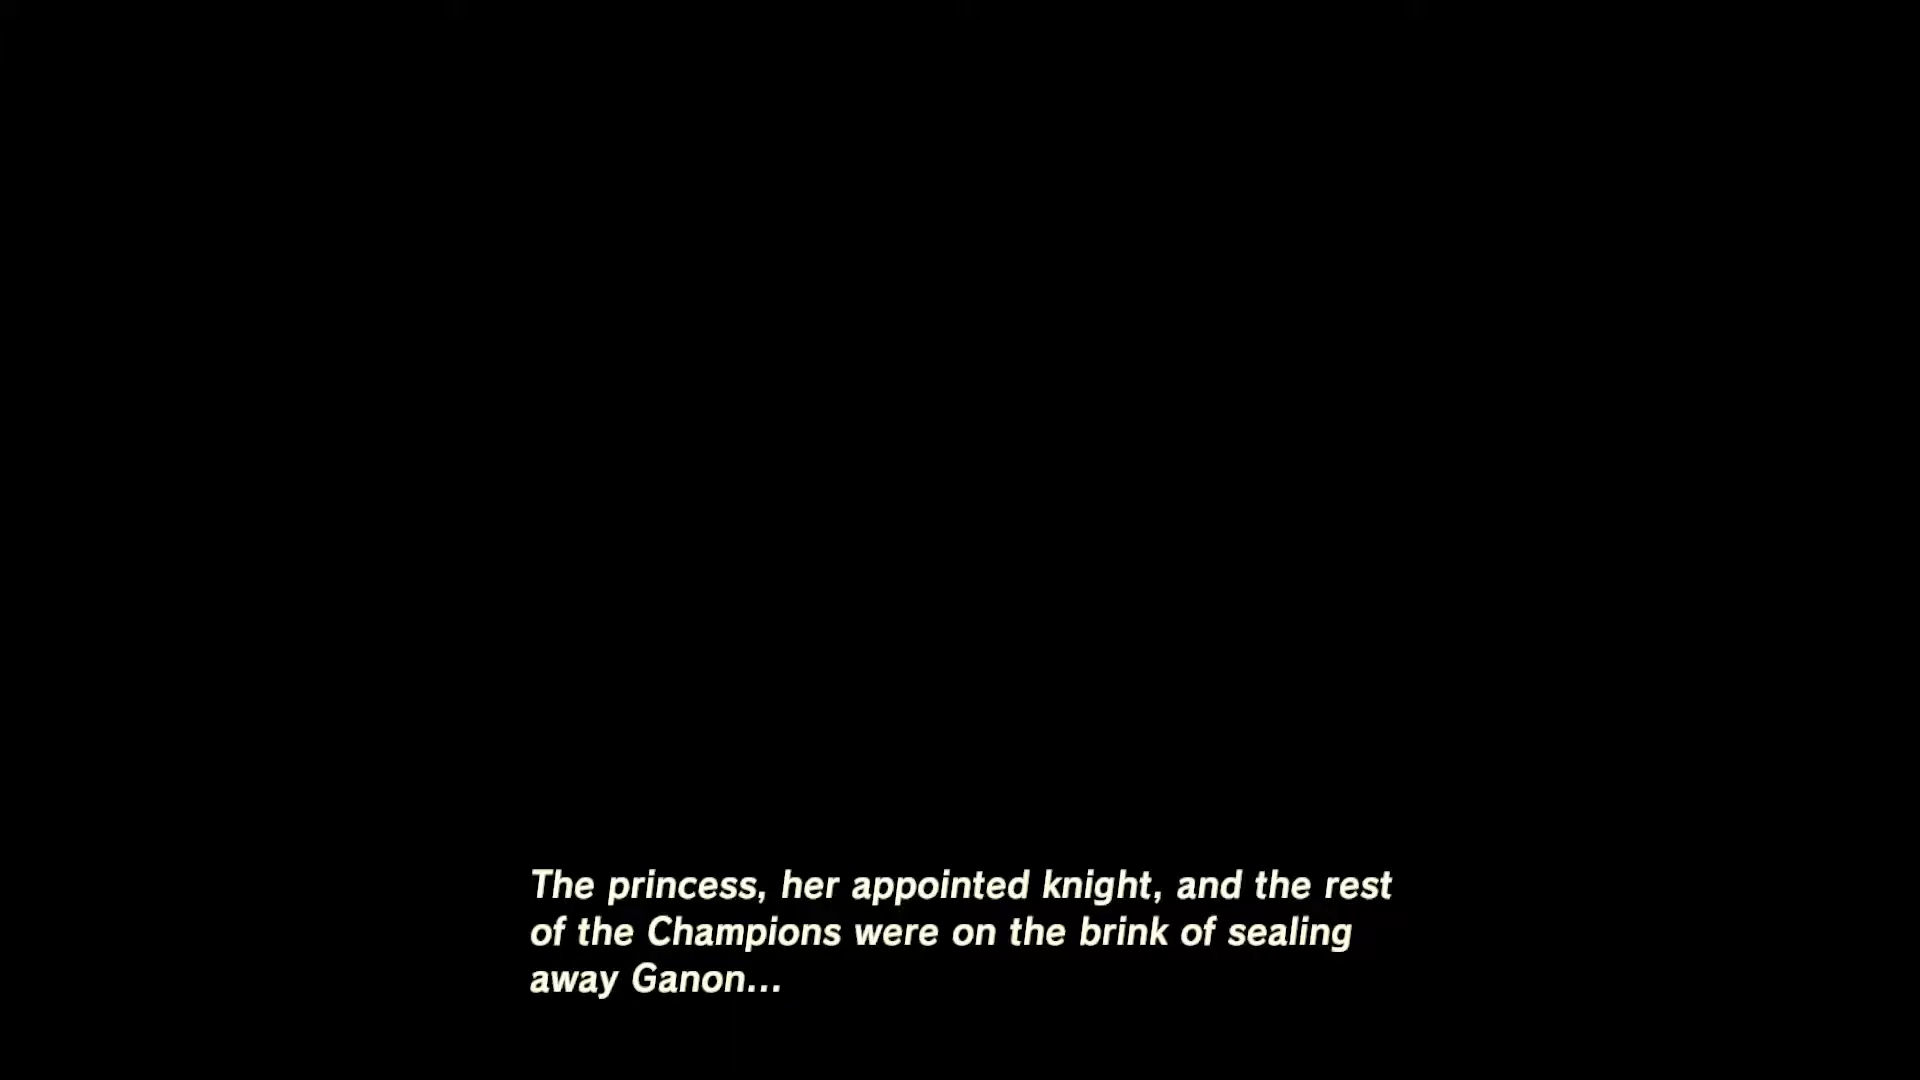 The princess, her appointed knight, and the rest
of the Champions were on the brink of sealing
away Ganon...